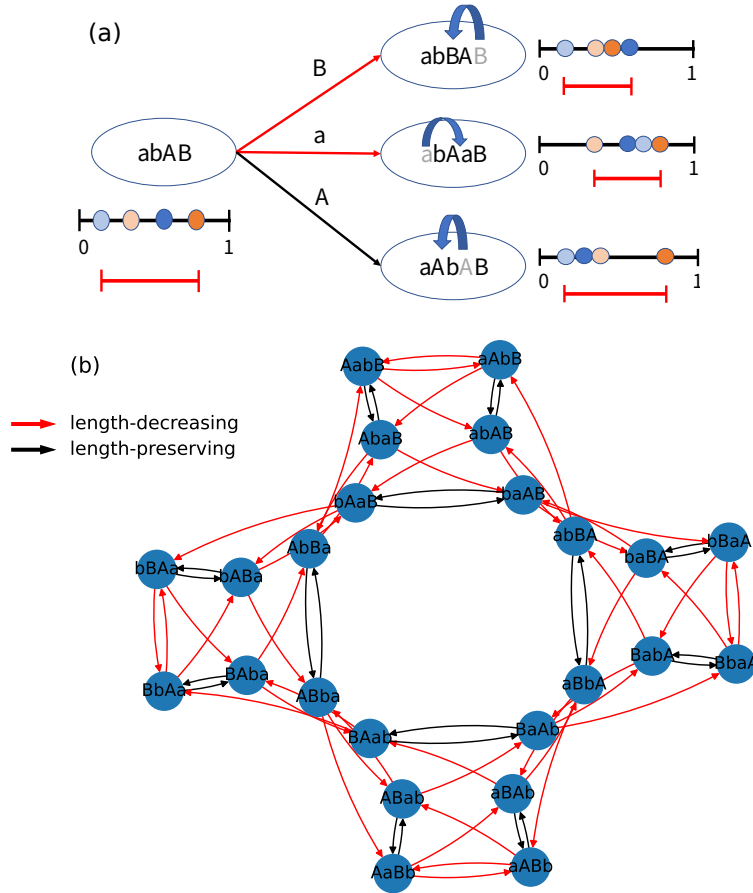 (a)
abAB
B
a
A
abBAB
abAaB
aAbAB
0 1
0 1
0 1
0 1
(b)
length-decreasing
length-preserving
AabB
aAbB
AbaB
abAB
bAaB
baAB
AbBa
abBA
bBAa
bABa
baBA
bBaA
BbAa
BAba
BabA
BbaA
ABba
aBbA
BAab
BaAb
ABab
aBAb
AaBb
aABb